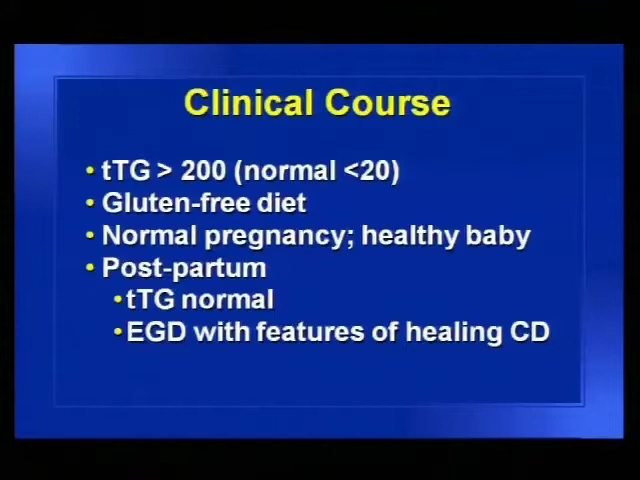 Clinical Course
• tTG > 200 (normal <20)
• Gluten-free diet
• Normal pregnancy; healthy baby
• Post-partum
•tTG normal
•EGD with features of healing CD